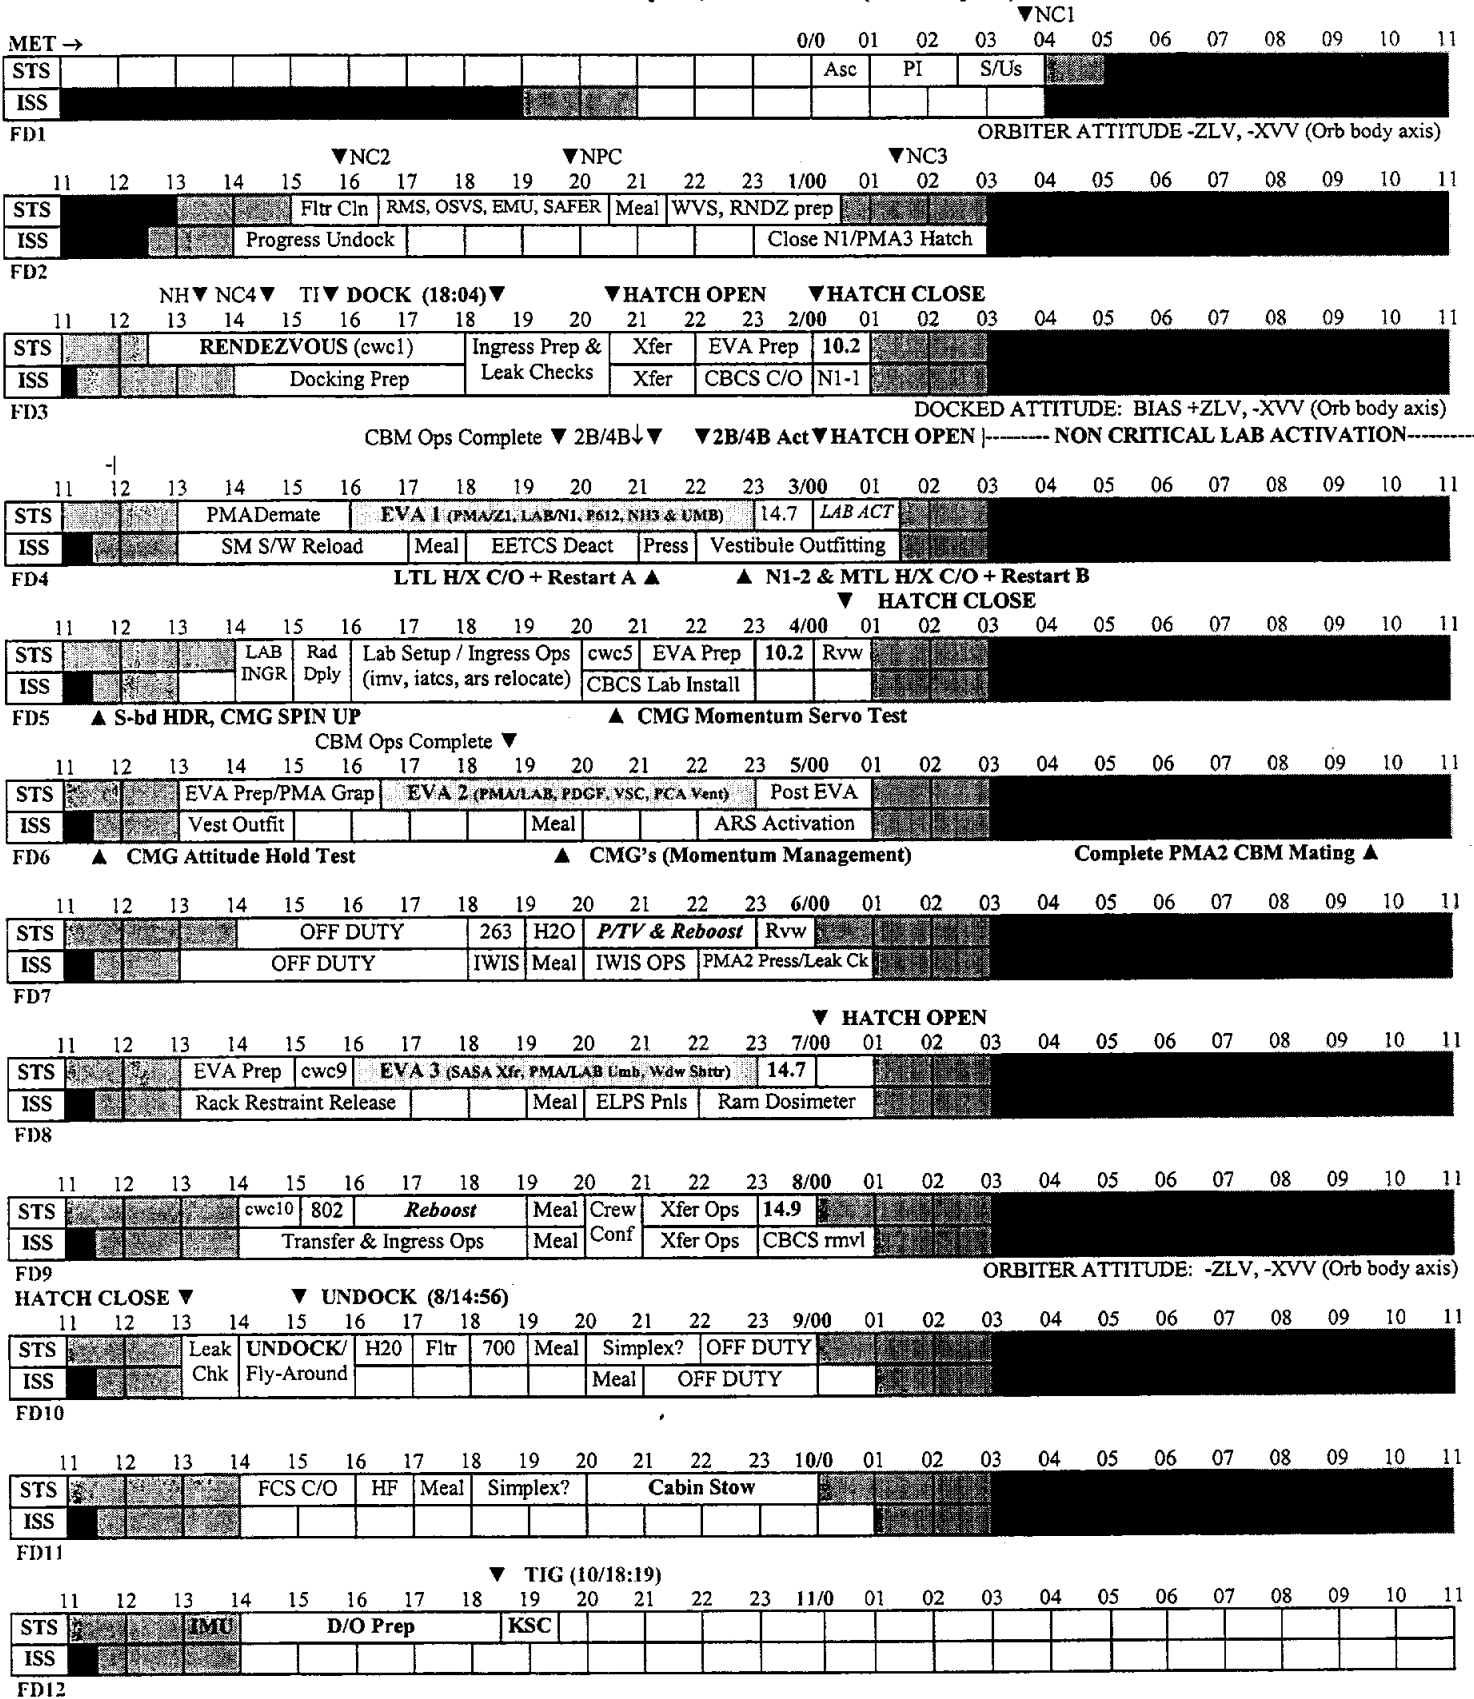 ▼NC1
MET → 0/0 01 02 03 04 05 06 07 08 09 10 11
STS Asc PI S/Us
ISS
FD1 ORBITER ATTITUDE -ZLV, -XVV (Orb body axis)
▼NC2 ▼NPC ▼NC3
11 12 13 14 15 16 17 18 19 20 21 22 23 1/00 01 02 03 04 05 06 07 08 09 10 11
STS Fltr Cln RMS, OSVS, EMU, SAFER Meal WVS, RNDZ prep
ISS Progress Undock Close N1/PMA3 Hatch
FD2
NH▼ NC4▼ TI▼ DOCK (18:04)▼ ▼HATCH OPEN ▼HATCH CLOSE
11 12 13 14 15 16 17 18 19 20 21 22 23 2/00 01 02 03 04 05 06 07 08 09 10 11
STS RENDEZVOUS (cwc1) Ingress Prep & Xfer EVA Prep 10.2
ISS Docking Prep Leak Checks Xfer CBCS C/O N1-1
FD3 DOCKED ATTITUDE: BIAS +ZLV, -XVV (Orb body axis)
CBM Ops Complete ▼ 2B/4B↓▼ ▼2B/4B Act▼HATCH OPEN |--------- NON CRITICAL LAB ACTIVATION----------
-|
11 12 13 14 15 16 17 18 19 20 21 22 23 3/00 01 02 03 04 05 06 07 08 09 10 11
STS PMADemate EVA 1 (PMA/Z1, LAB/N1, P612, NH3 & UMB) 14.7 LAB ACT
ISS SM S/W Reload Meal EETCS Deact Press Vestibule Outfitting
FD4 LTL H/X C/O + Restart A ▲ ▲ N1-2 & MTL H/X C/O + Restart B
▼ HATCH CLOSE
11 12 13 14 15 16 17 18 19 20 21 22 23 4/00 01 02 03 04 05 06 07 08 09 10 11
STS LAB Rad Lab Setup / Ingress Ops cwc5 EVA Prep 10.2 Rvw
ISS INGR Dply (imv, iatcs, ars relocate) CBCS Lab Install
FD5 ▲ S-bd HDR, CMG SPIN UP ▲ CMG Momentum Servo Test
CBM Ops Complete ▼
11 12 13 14 15 16 17 18 19 20 21 22 23 5/00 01 02 03 04 05 06 07 08 09 10 11
STS EVA Prep/PMA Grap EVA 2 (PMA/LAB, PDGF, VSC, PCA Vent) Post EVA
ISS Vest Outfit Meal ARS Activation
FD6 ▲ CMG Attitude Hold Test ▲ CMG's (Momentum Management) Complete PMA2 CBM Mating ▲
11 12 13 14 15 16 17 18 19 20 21 22 23 6/00 01 02 03 04 05 06 07 08 09 10 11
STS OFF DUTY 263 H2O P/TV & Reboost Rvw
ISS OFF DUTY IWIS Meal IWIS OPS PMA2 Press/Leak Ck
FD7
▼ HATCH OPEN
11 12 13 14 15 16 17 18 19 20 21 22 23 7/00 01 02 03 04 05 06 07 08 09 10 11
STS EVA Prep cwc9 EVA 3 (SASA Xfr, PMA/LAB Umb, Wdw Shttr) 14.7
ISS Rack Restraint Release Meal ELPS Pnls Ram Dosimeter
FD8
11 12 13 14 15 16 17 18 19 20 21 22 23 8/00 01 02 03 04 05 06 07 08 09 10 11
STS cwc10 802 Reboost Meal Crew Xfer Ops 14.9
ISS Transfer & Ingress Ops Meal Conf Xfer Ops CBCS rmvl
FD9 ORBITER ATTITUDE: -ZLV, -XVV (Orb body axis)
HATCH CLOSE ▼ ▼ UNDOCK (8/14:56)
11 12 13 14 15 16 17 18 19 20 21 22 23 9/00 01 02 03 04 05 06 07 08 09 10 11
STS Leak UNDOCK/ H20 Fltr 700 Meal Simplex? OFF DUTY
ISS Chk Fly-Around Meal OFF DUTY
FD10
11 12 13 14 15 16 17 18 19 20 21 22 23 10/0 01 02 03 04 05 06 07 08 09 10 11
STS FCS C/O HF Meal Simplex? Cabin Stow
ISS
FD11
▼ TIG (10/18:19)
11 12 13 14 15 16 17 18 19 20 21 22 23 11/0 01 02 03 04 05 06 07 08 09 10 11
STS IMU D/O Prep KSC
ISS
FD12